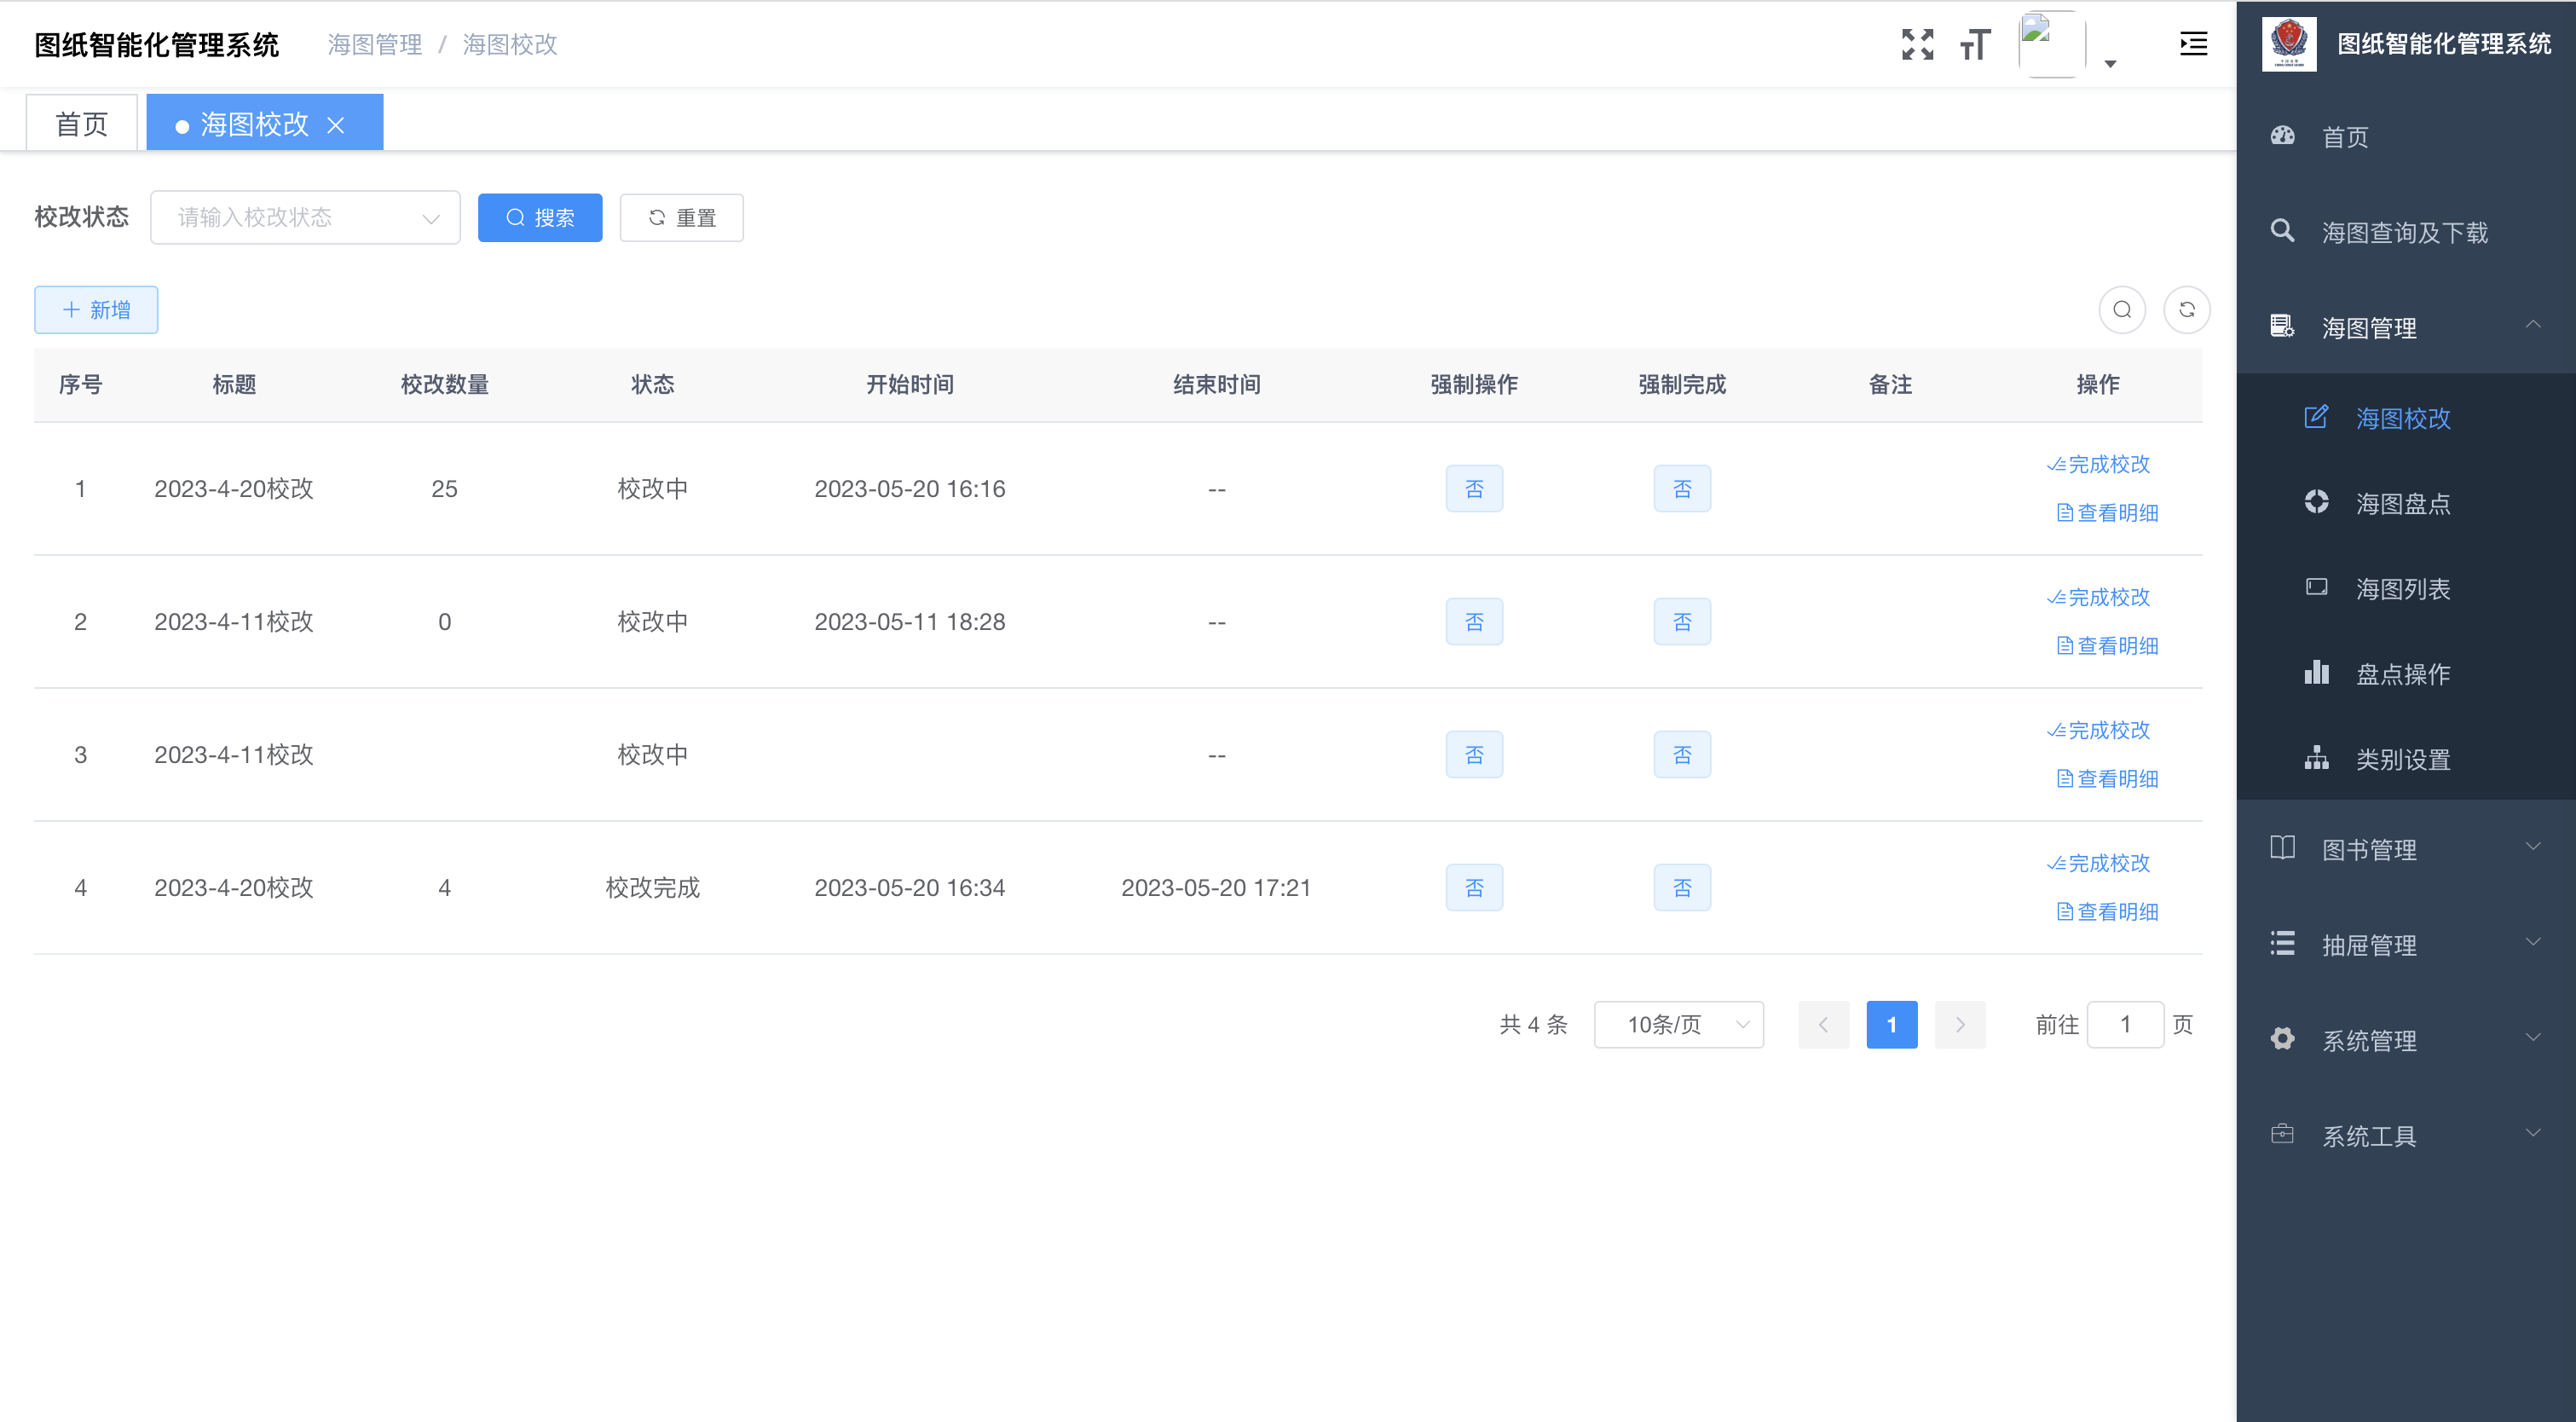 图纸智能化管理系统 海图管理 / 海图校改
首页 海图校改
校改状态 请输入校改状态 搜索 重置
新增
序号 标题 校改数量 状态 开始时间 结束时间 强制操作 强制完成 备注 操作
1 2023-4-20校改 25 校改中 2023-05-20 16:16 -- 否 否 完成校改
查看明细
2 2023-4-11校改 0 校改中 2023-05-11 18:28 -- 否 否 完成校改
查看明细
3 2023-4-11校改 校改中 -- 否 否 完成校改
查看明细
4 2023-4-20校改 4 校改完成 2023-05-20 16:34 2023-05-20 17:21 否 否 完成校改
查看明细
共 4 条 10条/页 1 前往 1 页
图纸智能化管理系统
首页
海图查询及下载
海图管理
海图校改
海图盘点
海图列表
盘点操作
类别设置
图书管理
抽屉管理
系统管理
系统工具